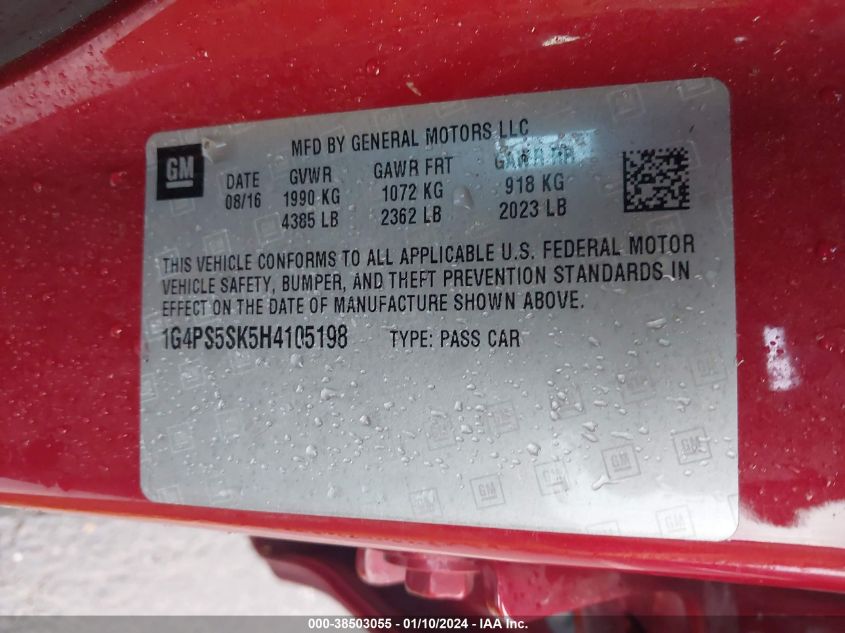 MFD BY GENERAL MOTORS LLC
GM
DATE GVWR GAWR FRT GAWR RR
08/16 1990 KG 1072 KG 918 KG
4385 LB 2362 LB 2023 LB
THIS VEHICLE CONFORMS TO ALL APPLICABLE U.S. FEDERAL MOTOR
VEHICLE SAFETY, BUMPER, AND THEFT PREVENTION STANDARDS IN
EFFECT ON THE DATE OF MANUFACTURE SHOWN ABOVE.
1G4PS5SK5H4105198 TYPE: PASS CAR
000-38503055 - 01/10/2024 - IAA, Inc.